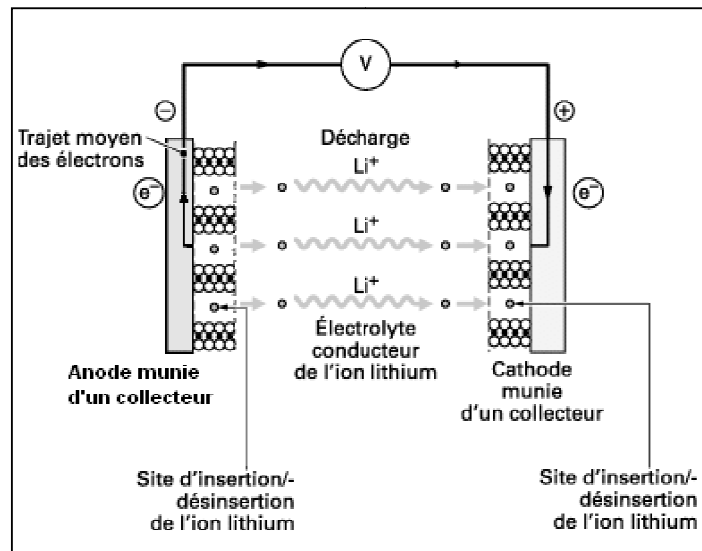 V
−
+
Trajet moyen
des électrons
Décharge
e−
Li+
e−
Li+
Li+
Électrolyte
conducteur
de l'ion lithium
Anode munie
d'un collecteur
Cathode
munie
d'un collecteur
Site d'insertion/-
désinsertion
de l'ion lithium
Site d'insertion/-
désinsertion
de l'ion lithium